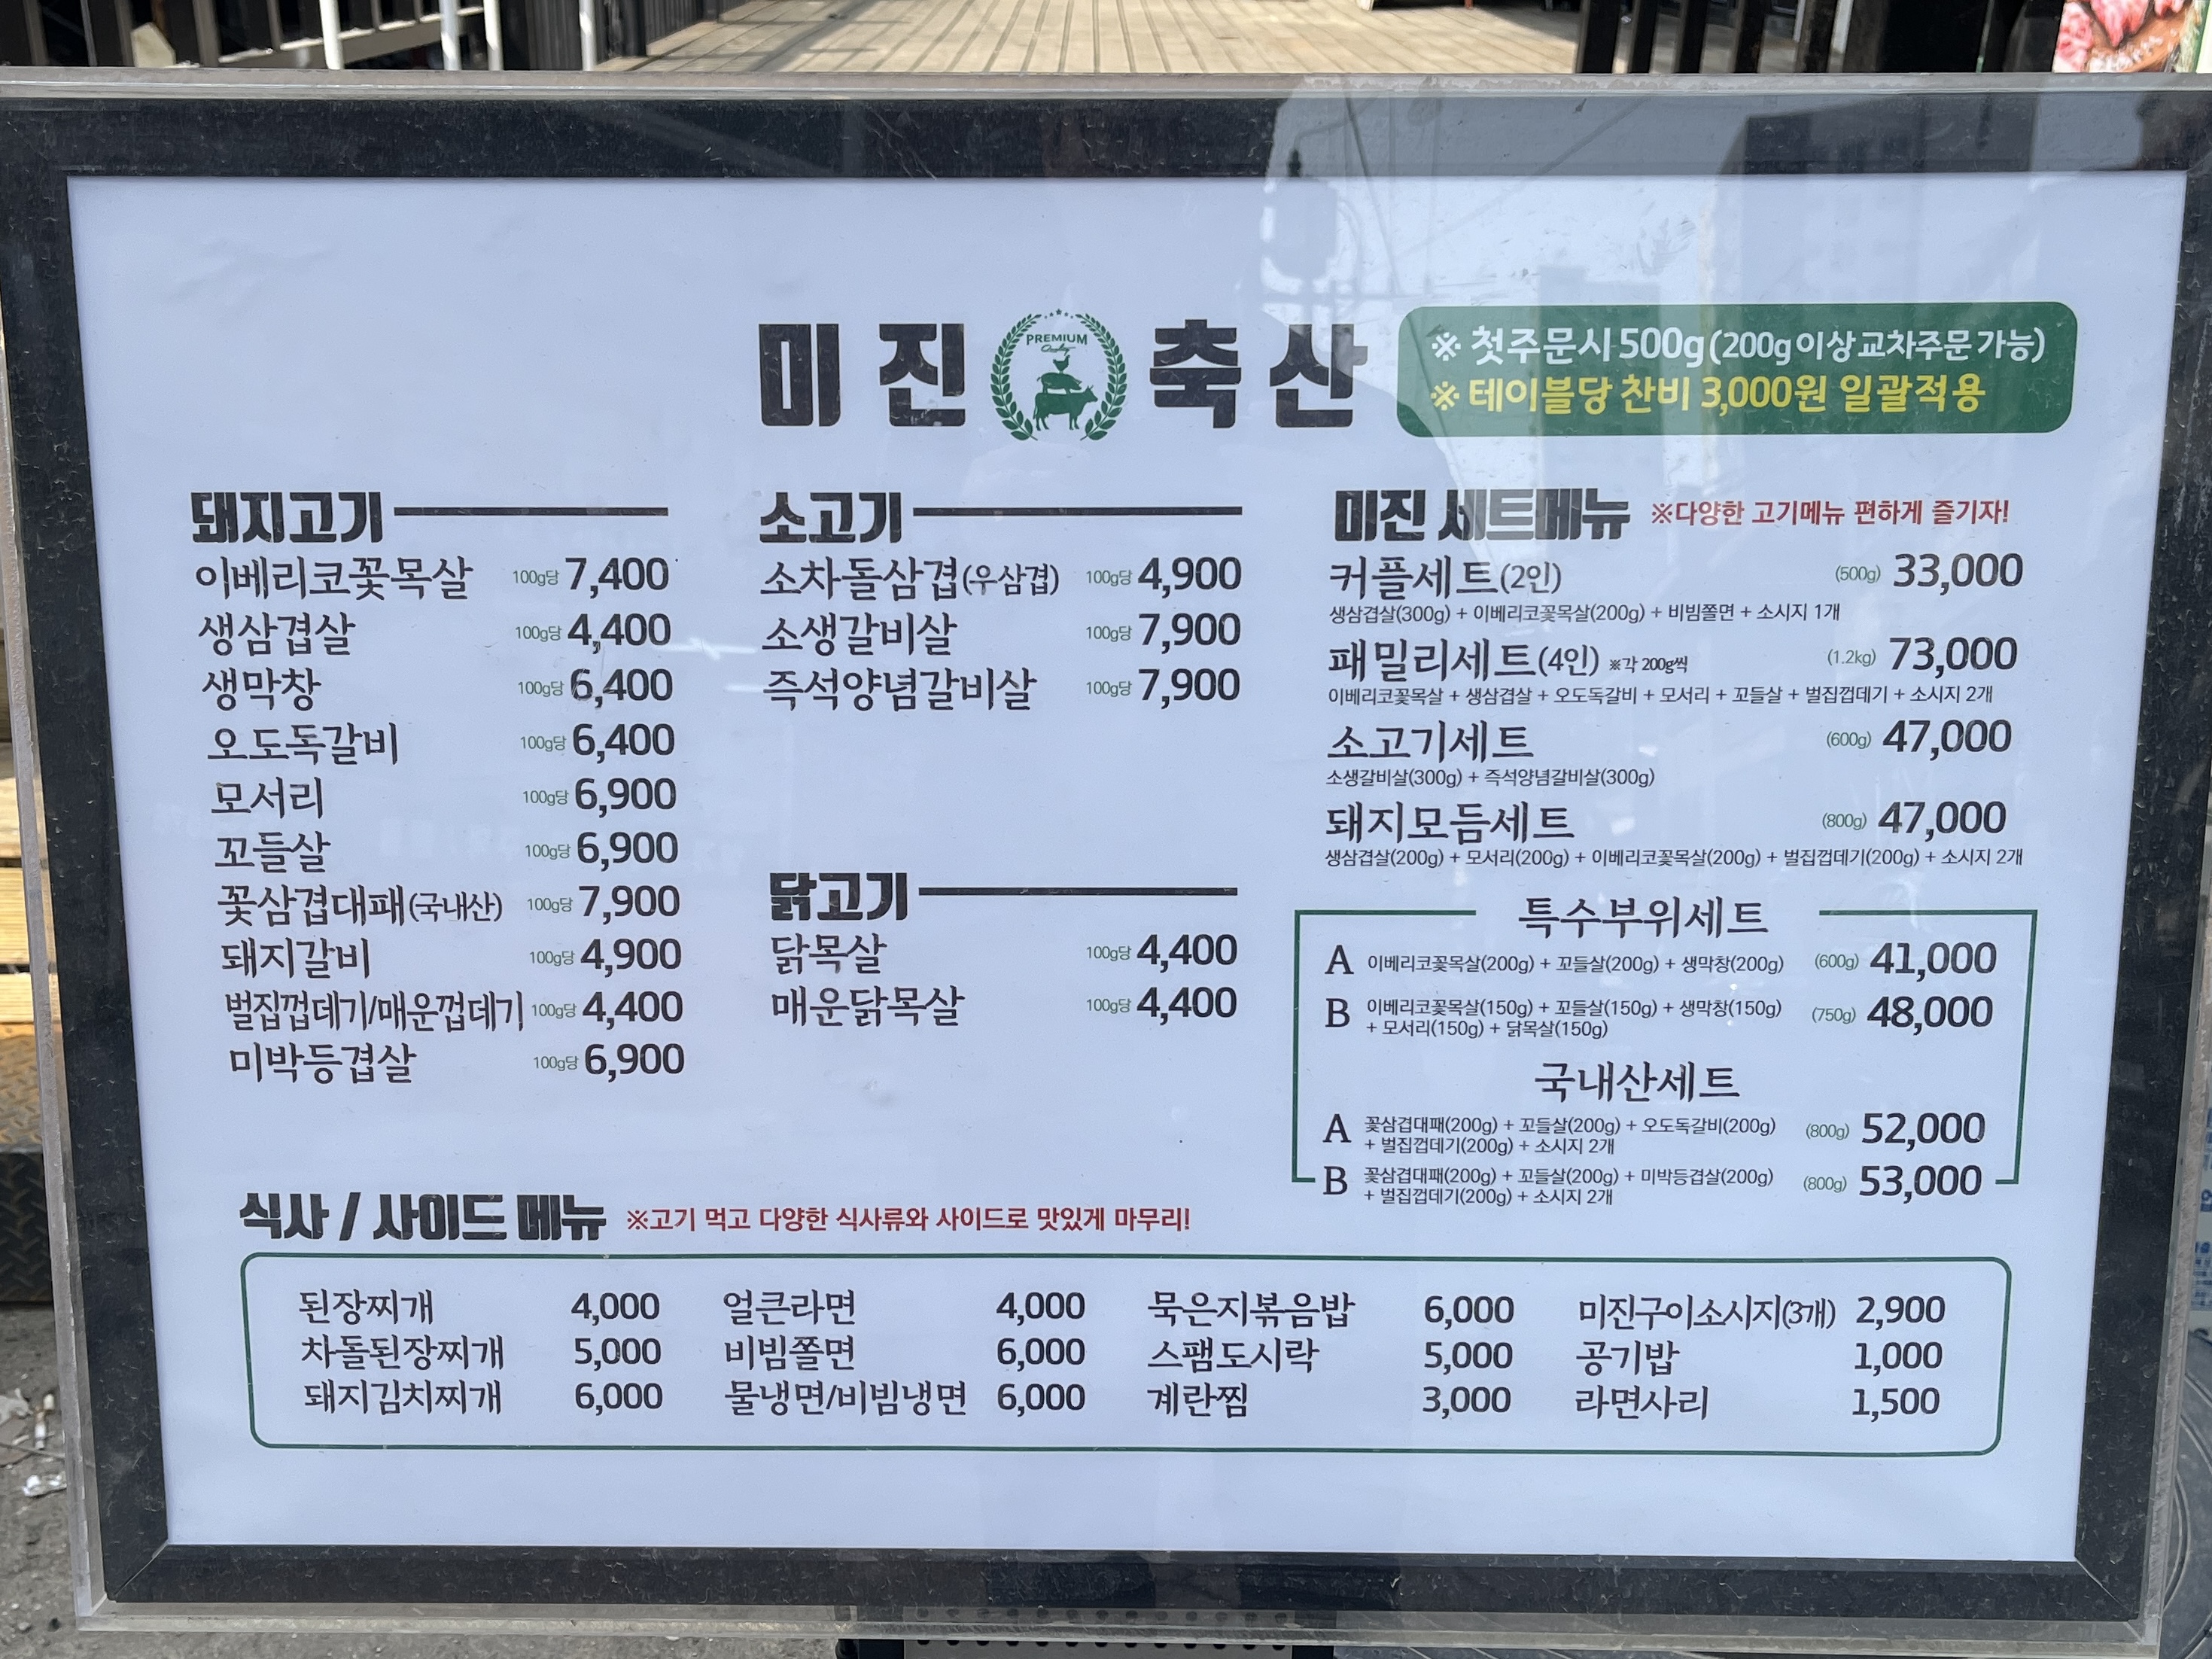 미진 축산
PREMIUM
Quality
※ 첫주문시 500g(200g이상 교차주문 가능)
※ 테이블당 찬비 3,000원 일괄적용
돼지고기
이베리코꽃목살 100g당 7,400
생삼겹살 100g당 4,400
생막창 100g당 6,400
오도독갈비 100g당 6,400
모서리 100g당 6,900
꼬들살 100g당 6,900
꽃삼겹대패(국내산) 100g당 7,900
돼지갈비 100g당 4,900
벌집껍데기/매운껍데기 100g당 4,400
미박등겹살 100g당 6,900
소고기
소차돌삼겹(우삼겹) 100g당 4,900
소생갈비살 100g당 7,900
즉석양념갈비살 100g당 7,900
닭고기
닭목살 100g당 4,400
매운닭목살 100g당 4,400
미진 세트메뉴 ※다양한 고기메뉴 편하게 즐기자!
커플세트(2인) (500g) 33,000
생삼겹살(300g) + 이베리코꽃목살(200g) + 비빔쫄면 + 소시지 1개
패밀리세트(4인) ※각 200g씩 (1.2kg) 73,000
이베리코꽃목살 + 생삼겹살 + 오도독갈비 + 모서리 + 꼬들살 + 벌집껍데기 + 소시지 2개
소고기세트 (600g) 47,000
소생갈비살(300g) + 즉석양념갈비살(300g)
돼지모듬세트 (800g) 47,000
생삼겹살(200g) + 모서리(200g) + 이베리코꽃목살(200g) + 벌집껍데기(200g) + 소시지 2개
특수부위세트
A 이베리코꽃목살(200g) + 꼬들살(200g) + 생막창(200g) (600g) 41,000
B 이베리코꽃목살(150g) + 꼬들살(150g) + 생막창(150g) (750g) 48,000
+ 모서리(150g) + 닭목살(150g)
국내산세트
A 꽃삼겹대패(200g) + 꼬들살(200g) + 오도독갈비(200g) (800g) 52,000
+ 벌집껍데기(200g) + 소시지 2개
B 꽃삼겹대패(200g) + 꼬들살(200g) + 미박등겹살(200g) (800g) 53,000
+ 벌집껍데기(200g) + 소시지 2개
식사 / 사이드 메뉴 ※고기 먹고 다양한 식사류와 사이드로 맛있게 마무리!
된장찌개 4,000 얼큰라면 4,000 묵은지볶음밥 6,000 미진구이소시지(3개) 2,900
차돌된장찌개 5,000 비빔쫄면 6,000 스팸도시락 5,000 공기밥 1,000
돼지김치찌개 6,000 물냉면/비빔냉면 6,000 계란찜 3,000 라면사리 1,500